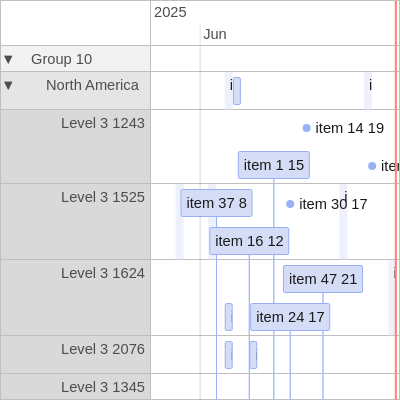 2025
Jun
▼ Group 10
▼ North America
i
i
Level 3 1243
item 14 19
item 1 15
Level 3 1525
item 37 8
item 30 17
i
item 16 12
Level 3 1624
item 47 21
i
item 24 17
i
Level 3 2076
i
i
Level 3 1345